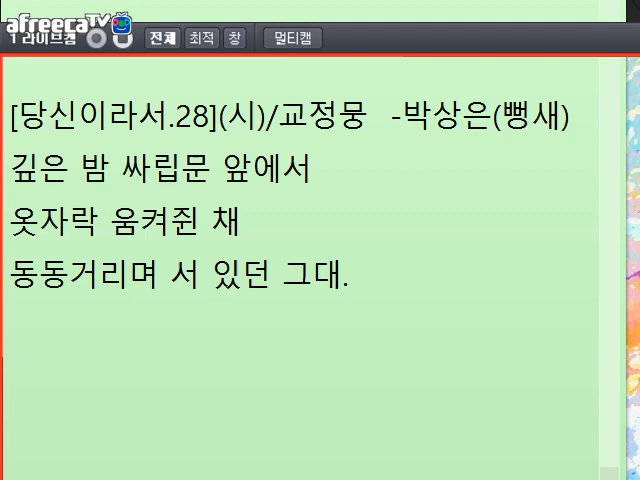 afreecaTV
1 라이브캠 전체 최적 창 멀티캠
[당신이라서.28](시)/교정뭉 -박상은(뻥새)
깊은 밤 싸립문 앞에서
옷자락 움켜쥔 채
동동거리며 서 있던 그대.